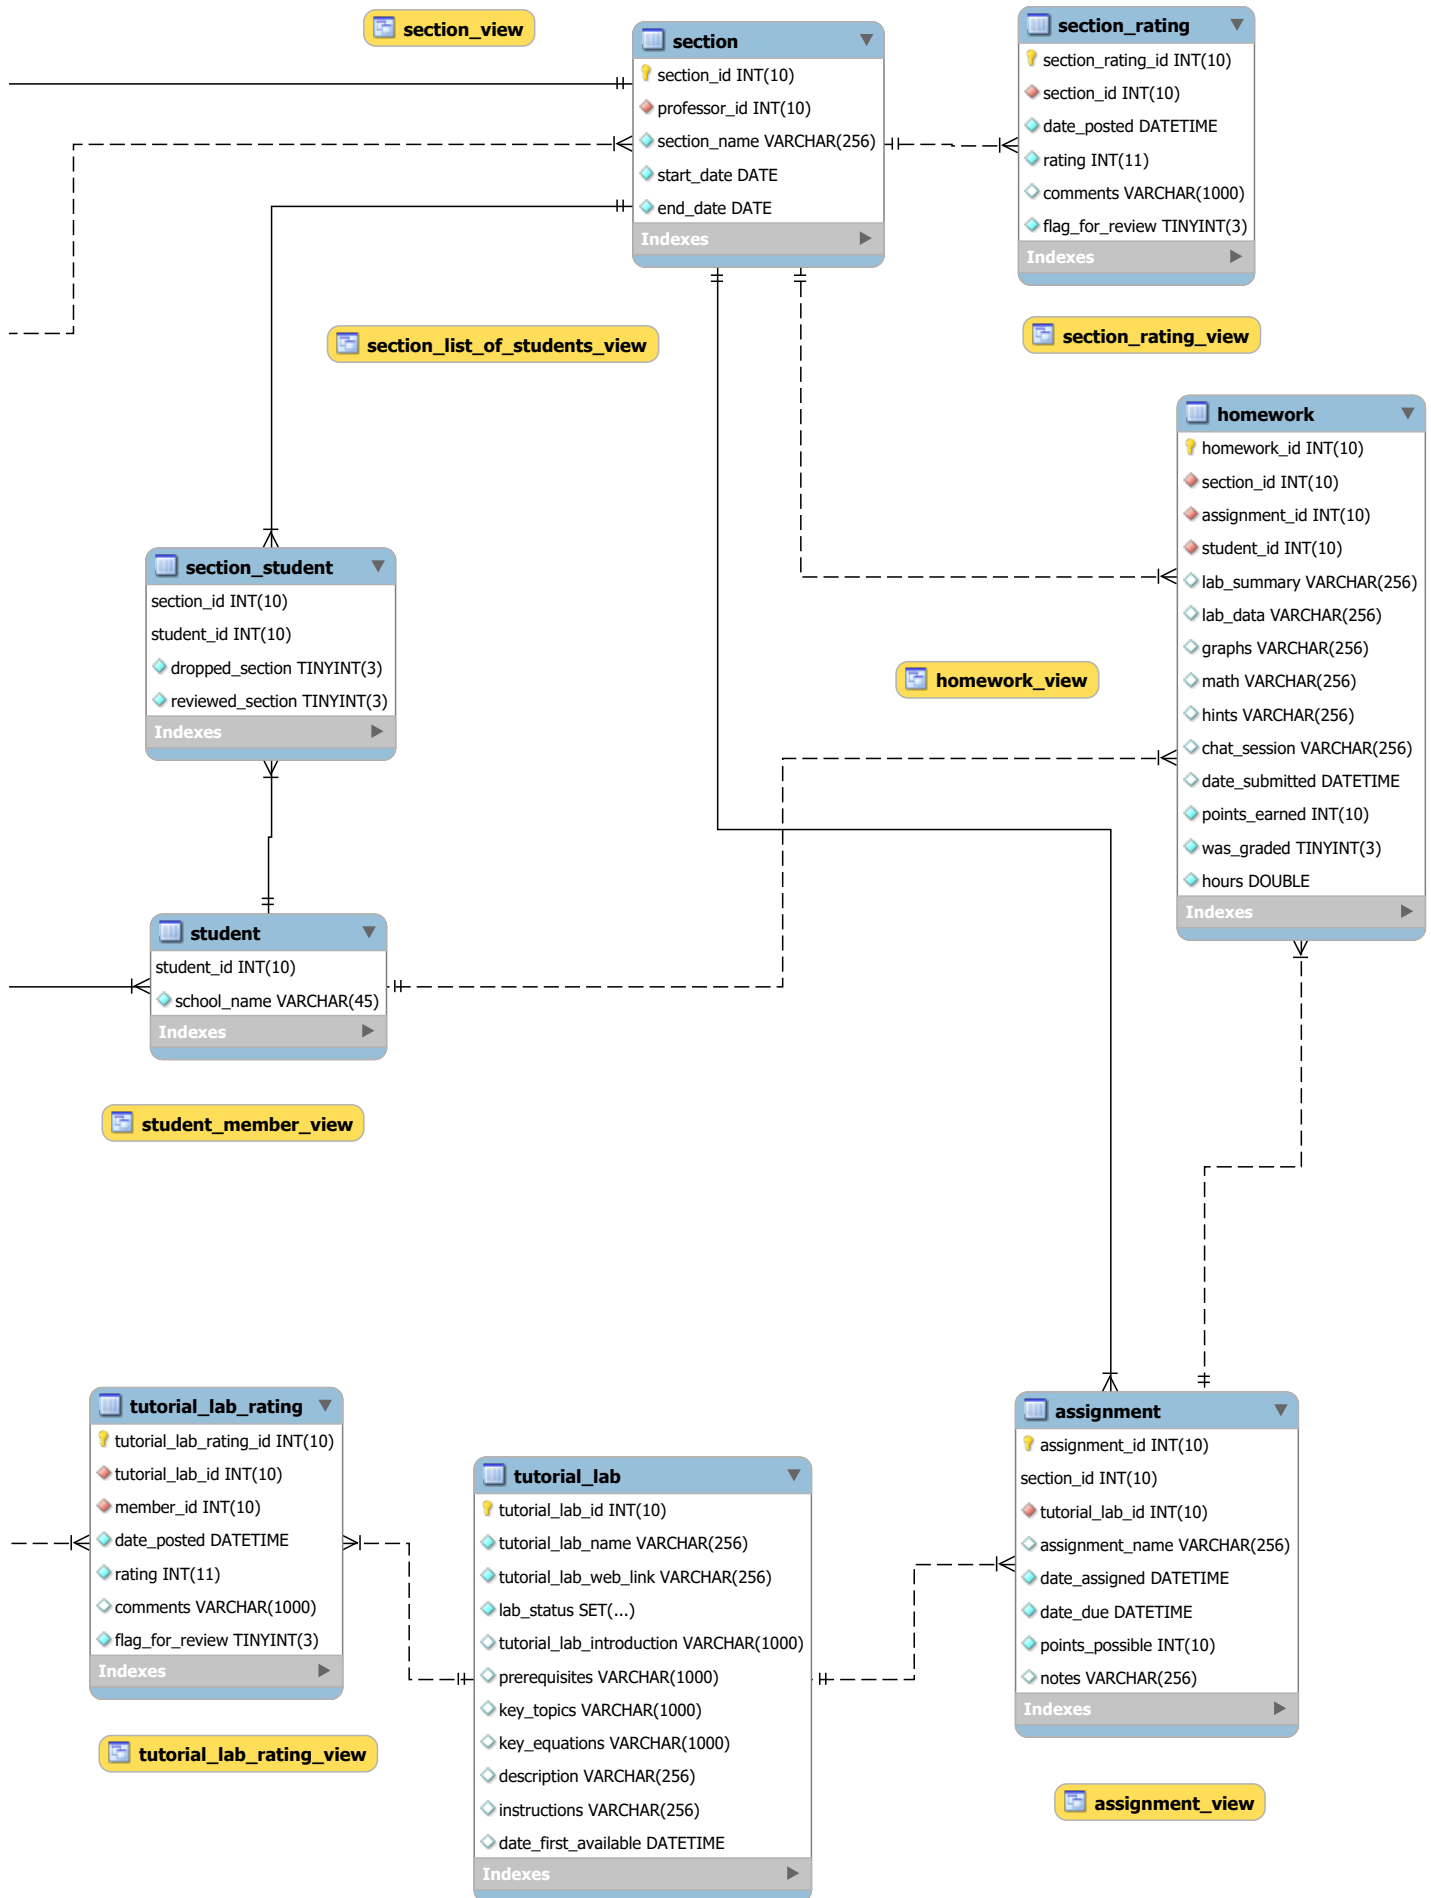 section_view
section
section_id INT(10)
professor_id INT(10)
section_name VARCHAR(256)
start_date DATE
end_date DATE
Indexes
section_rating
section_rating_id INT(10)
section_id INT(10)
date_posted DATETIME
rating INT(11)
comments VARCHAR(1000)
flag_for_review TINYINT(3)
Indexes
section_list_of_students_view
section_rating_view
homework
homework_id INT(10)
section_id INT(10)
assignment_id INT(10)
student_id INT(10)
lab_summary VARCHAR(256)
lab_data VARCHAR(256)
graphs VARCHAR(256)
math VARCHAR(256)
hints VARCHAR(256)
chat_session VARCHAR(256)
date_submitted DATETIME
points_earned INT(10)
was_graded TINYINT(3)
hours DOUBLE
Indexes
section_student
section_id INT(10)
student_id INT(10)
dropped_section TINYINT(3)
reviewed_section TINYINT(3)
Indexes
homework_view
student
student_id INT(10)
school_name VARCHAR(45)
Indexes
student_member_view
tutorial_lab_rating
tutorial_lab_rating_id INT(10)
tutorial_lab_id INT(10)
member_id INT(10)
date_posted DATETIME
rating INT(11)
comments VARCHAR(1000)
flag_for_review TINYINT(3)
Indexes
tutorial_lab_rating_view
tutorial_lab
tutorial_lab_id INT(10)
tutorial_lab_name VARCHAR(256)
tutorial_lab_web_link VARCHAR(256)
lab_status SET(...)
tutorial_lab_introduction VARCHAR(1000)
prerequisites VARCHAR(1000)
key_topics VARCHAR(1000)
key_equations VARCHAR(1000)
description VARCHAR(256)
instructions VARCHAR(256)
date_first_available DATETIME
Indexes
assignment
assignment_id INT(10)
section_id INT(10)
tutorial_lab_id INT(10)
assignment_name VARCHAR(256)
date_assigned DATETIME
date_due DATETIME
points_possible INT(10)
notes VARCHAR(256)
Indexes
assignment_view